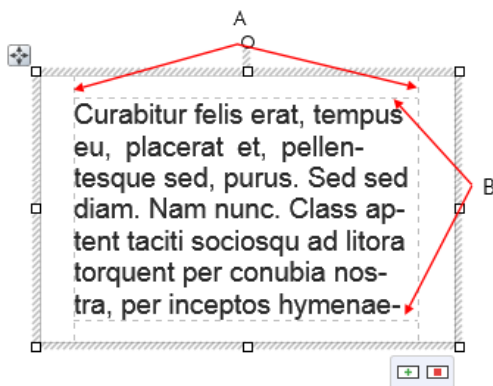 A
Curabitur felis erat, tempus
eu, placerat et, pellen-
tesque sed, purus. Sed sed
diam. Nam nunc. Class ap-
tent taciti sociosqu ad litora
torquent per conubia nos-
tra, per inceptos hymenae-
B